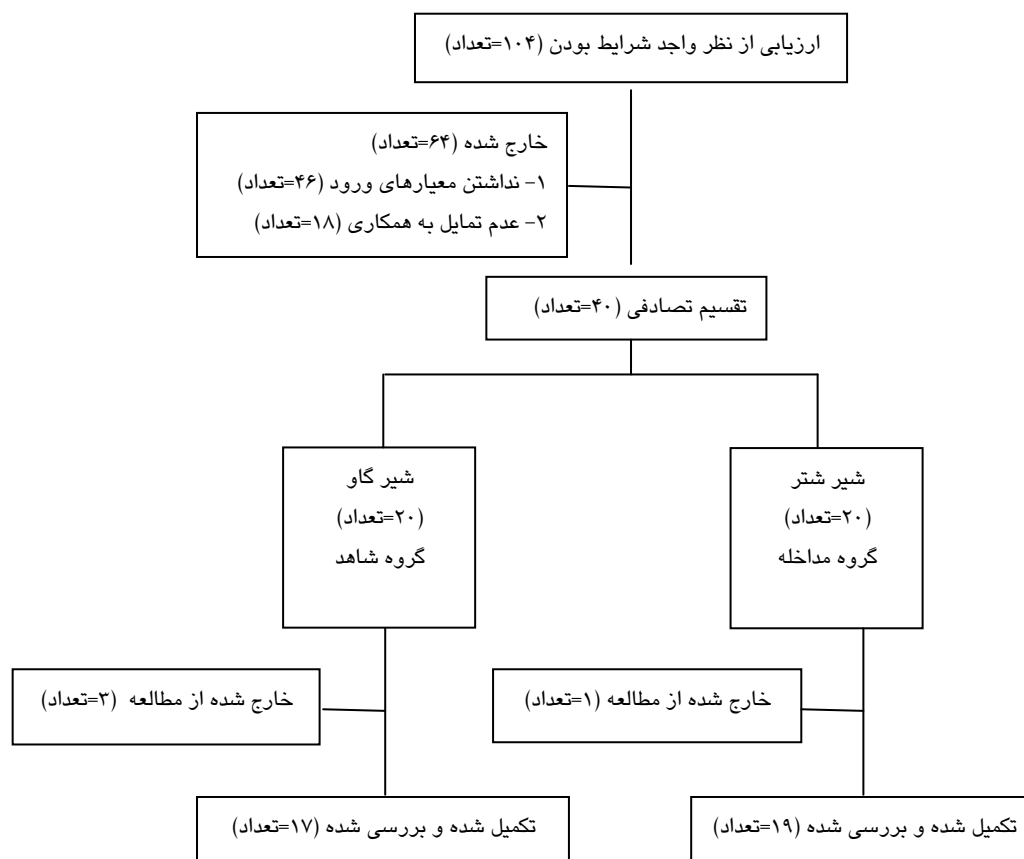 ارزیابی از نظر واجد شرایط بودن (۱۰۴=تعداد)
خارج شده (۶۴=تعداد)
۱- نداشتن معیارهای ورود (۴۶=تعداد)
۲- عدم تمایل به همکاری (۱۸=تعداد)
تقسیم تصادفی (۴۰=تعداد)
شیر شتر
(۲۰=تعداد)
گروه مداخله
شیر گاو
(۲۰=تعداد)
گروه شاهد
خارج شده از مطالعه (۱=تعداد)
خارج شده از مطالعه (۳=تعداد)
تکمیل شده و بررسی شده (۱۹=تعداد)
تکمیل شده و بررسی شده (۱۷=تعداد)